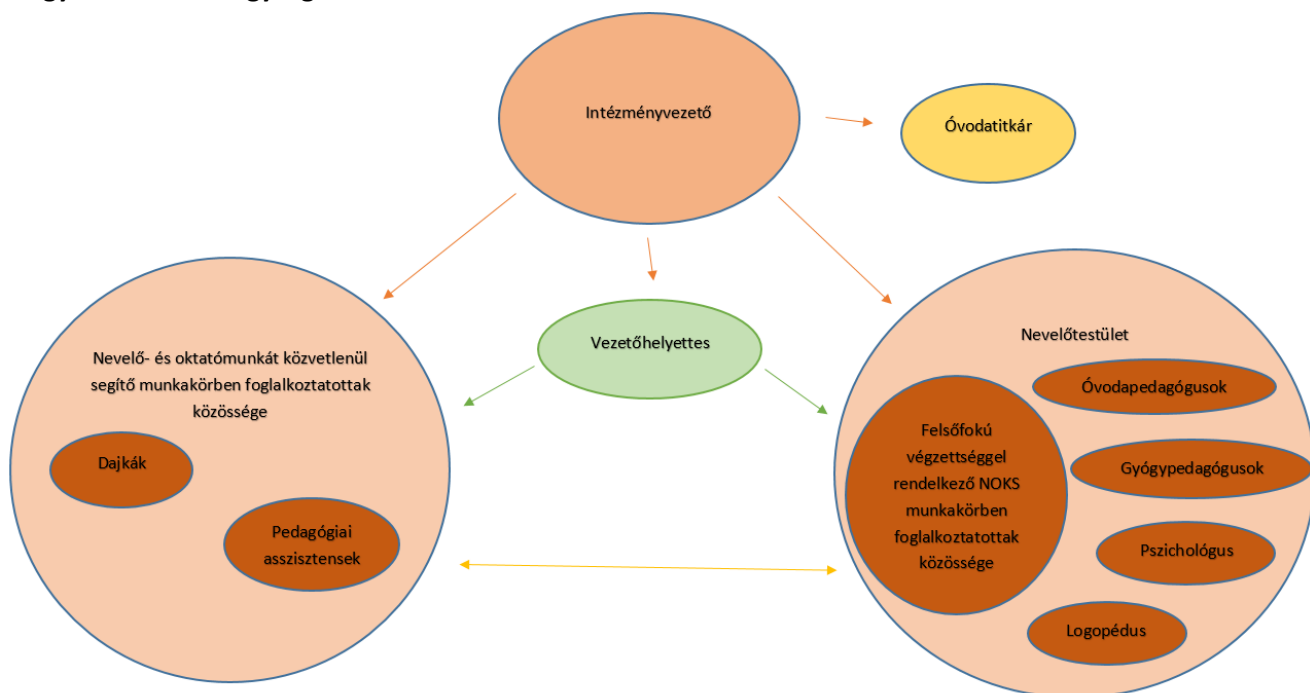 Intézményvezető
Óvodatitkár
Vezetőhelyettes
Nevelő- és oktatómunkát közvetlenül
segítő munkakörben foglalkoztatottak
közössége
Dajkák
Pedagógiai
asszisztensek
Nevelőtestület
Felsőfokú
végzettséggel
rendelkező NOKS
munkakörben
foglalkoztatottak
közössége
Óvodapedagógusok
Gyógypedagógusok
Pszichológus
Logopédus